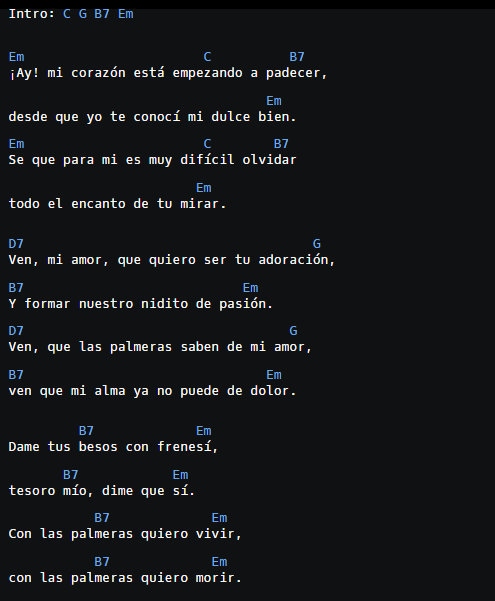 Intro: C G B7 Em
Em C B7
¡Ay! mi corazón está empezando a padecer,
Em
desde que yo te conocí mi dulce bien.
Em C B7
Se que para mi es muy difícil olvidar
Em
todo el encanto de tu mirar.
D7 G
Ven, mi amor, que quiero ser tu adoración,
B7 Em
Y formar nuestro nidito de pasión.
D7 G
Ven, que las palmeras saben de mi amor,
B7 Em
ven que mi alma ya no puede de dolor.
B7 Em
Dame tus besos con frenesí,
B7 Em
tesoro mío, dime que sí.
B7 Em
Con las palmeras quiero vivir,
B7 Em
con las palmeras quiero morir.